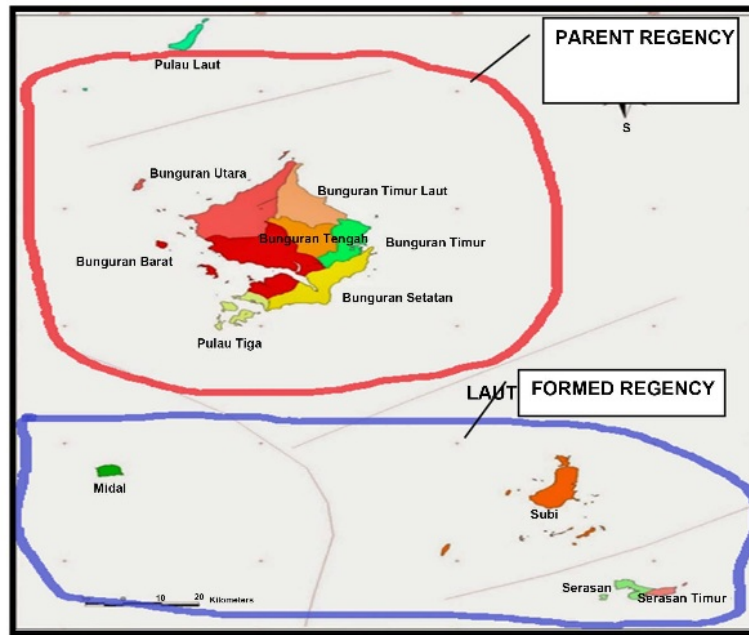 PARENT REGENCY
Pulau Laut
S
Bunguran Utara
Bunguran Timur Laut
Bunguran Tengah
Bunguran Timur
Bunguran Barat
Bunguran Setatan
Pulau Tiga
LAUT
FORMED REGENCY
Midal
Subi
Serasan
Serasan Timur
10 20 Kilometers